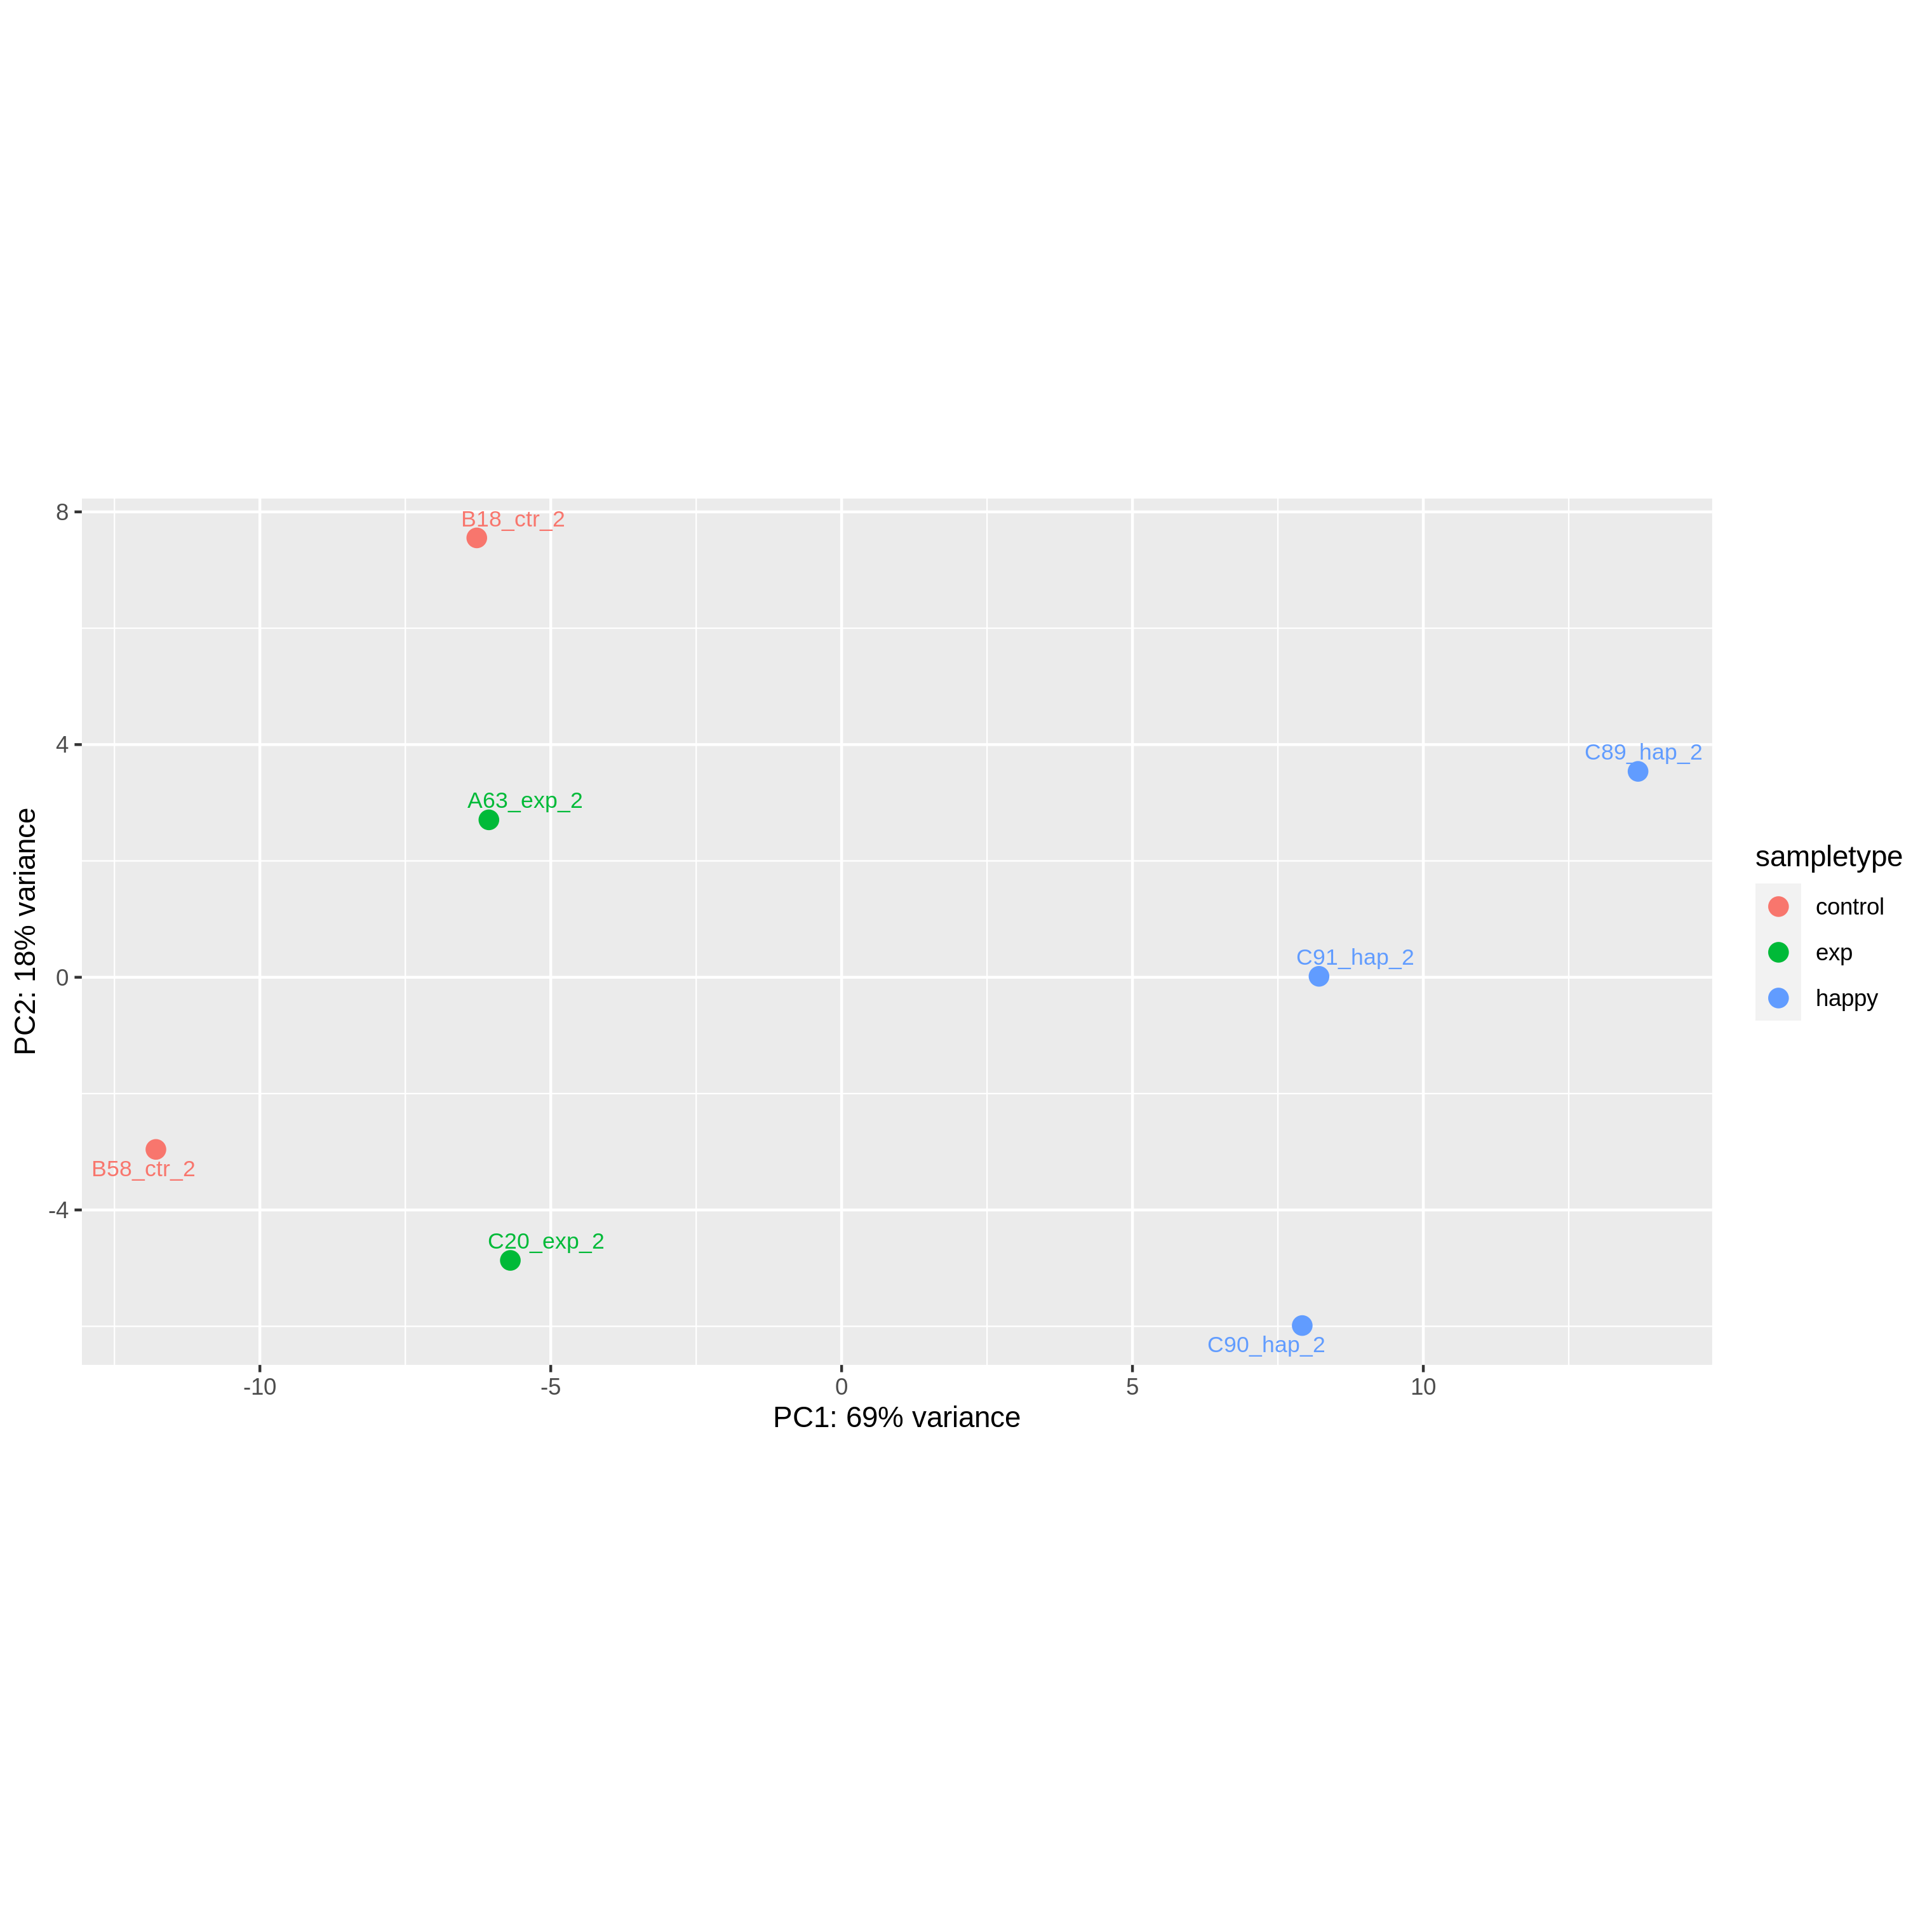 8
4
0
-4
PC2: 18% variance
B18_ctr_2
C89_hap_2
A63_exp_2
C91_hap_2
B58_ctr_2
C20_exp_2
C90_hap_2
-10
-5
0
5
10
PC1: 69% variance
sampletype
control
exp
happy